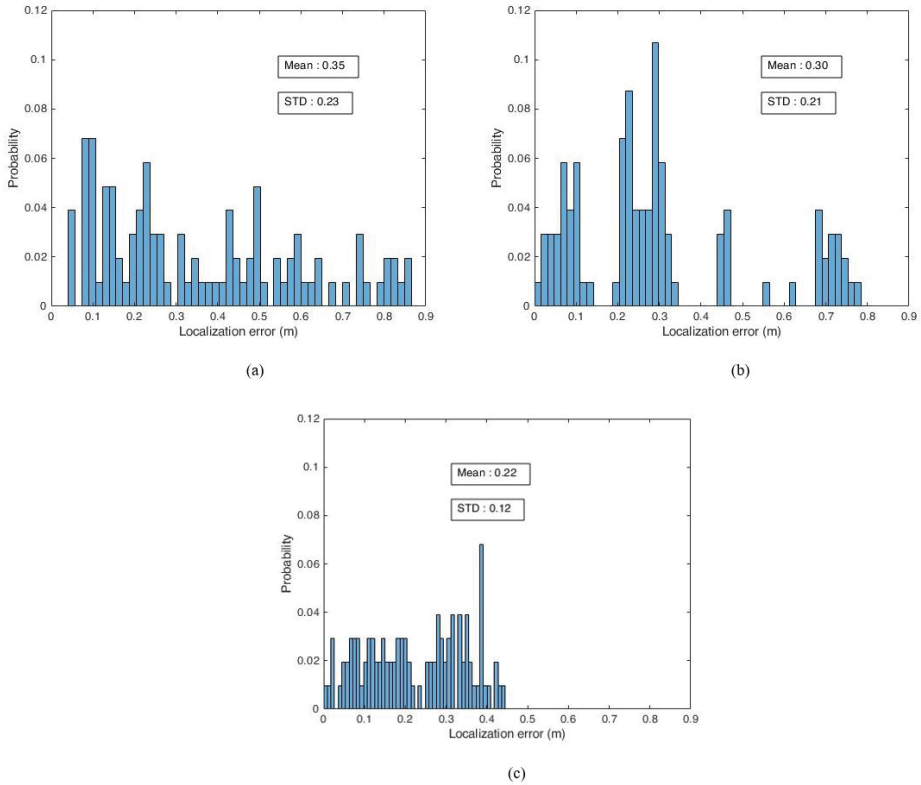 0.12
0.1
0.08
0.06
0.04
0.02
0
Probability
Mean : 0.35
STD : 0.23
0 0.1 0.2 0.3 0.4 0.5 0.6 0.7 0.8 0.9
Localization error (m)
(a)
0.12
0.1
0.08
0.06
0.04
0.02
0
Probability
Mean : 0.30
STD : 0.21
0 0.1 0.2 0.3 0.4 0.5 0.6 0.7 0.8 0.9
Localization error (m)
(b)
0.12
0.1
0.08
0.06
0.04
0.02
0
Probability
Mean : 0.22
STD : 0.12
0 0.1 0.2 0.3 0.4 0.5 0.6 0.7 0.8 0.9
Localization error (m)
(c)